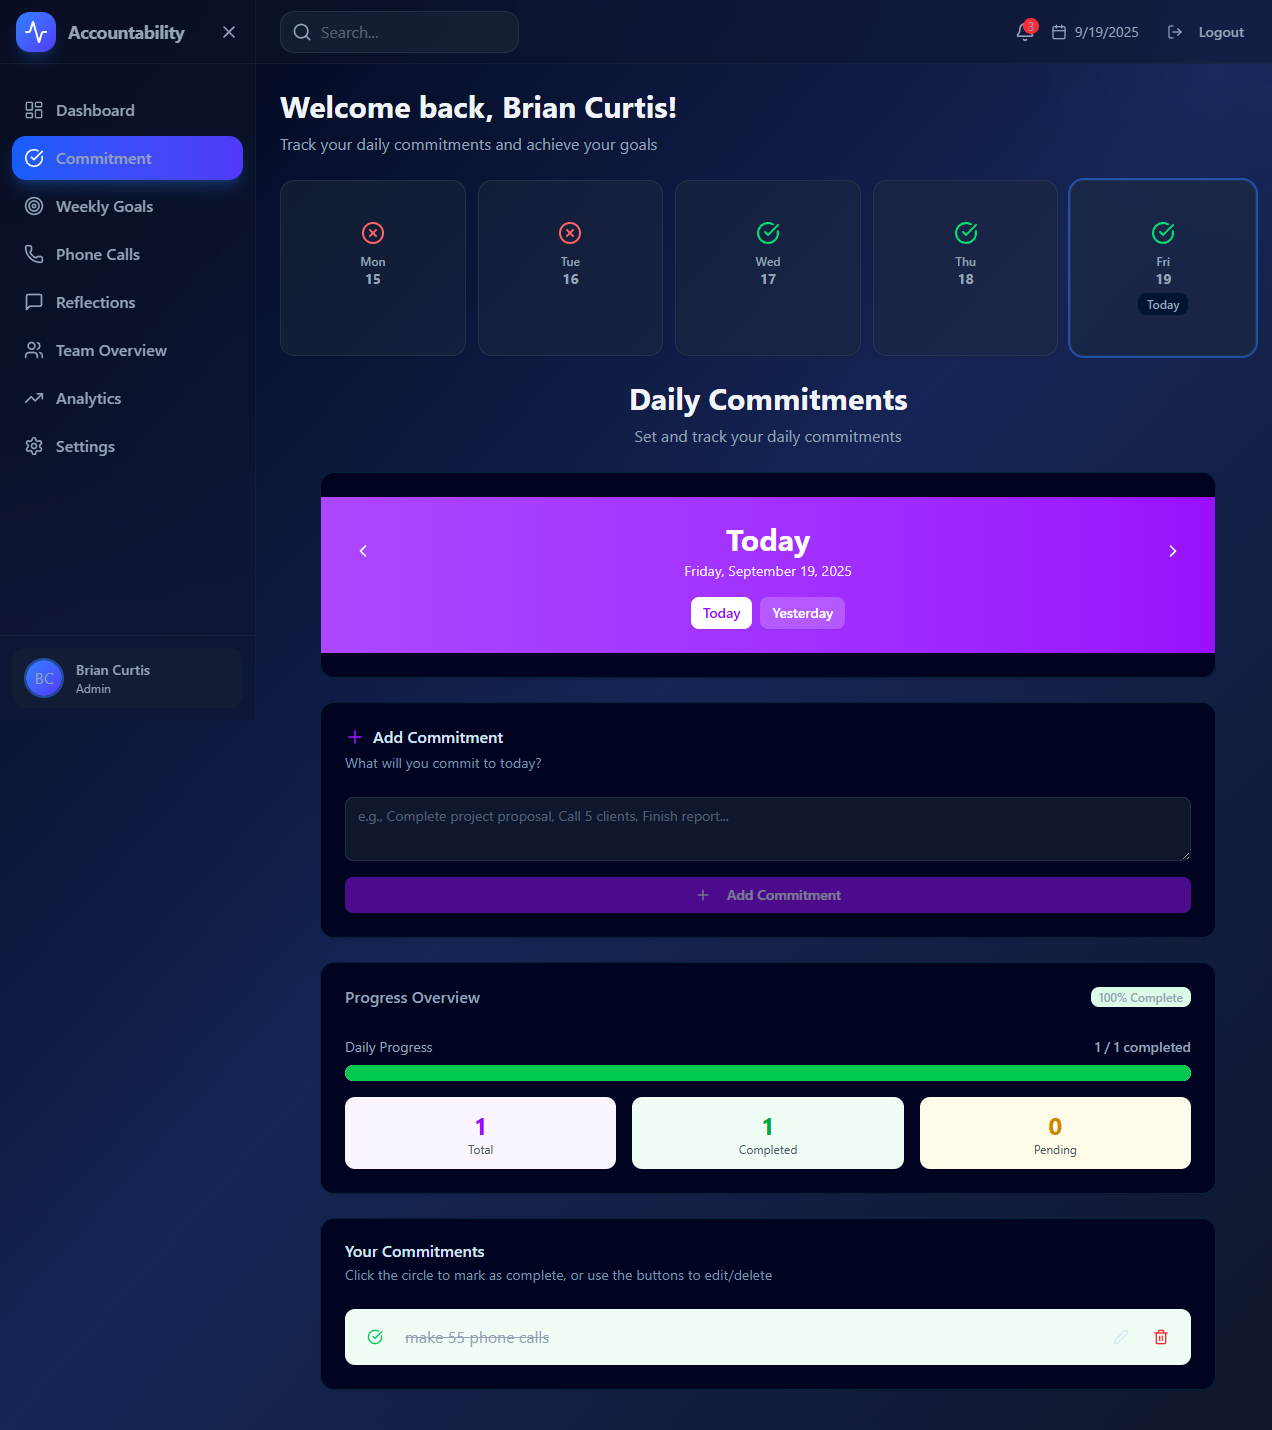 Accountability
Search...
3
9/19/2025
Logout
Dashboard
Commitment
Weekly Goals
Phone Calls
Reflections
Team Overview
Analytics
Settings
BC
Brian Curtis
Admin
Welcome back, Brian Curtis!
Track your daily commitments and achieve your goals
Mon
15
Tue
16
Wed
17
Thu
18
Fri
19
Today
Daily Commitments
Set and track your daily commitments
Today
Friday, September 19, 2025
Today
Yesterday
Add Commitment
What will you commit to today?
e.g., Complete project proposal, Call 5 clients, Finish report...
Add Commitment
Progress Overview
100% Complete
Daily Progress
1 / 1 completed
1
Total
1
Completed
0
Pending
Your Commitments
Click the circle to mark as complete, or use the buttons to edit/delete
make 55 phone calls